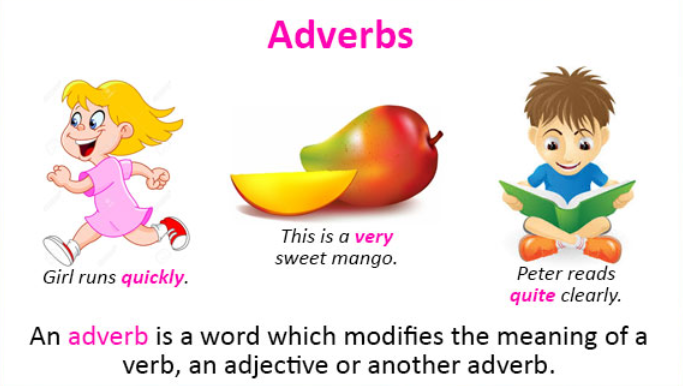 Adverbs
Girl runs quickly.
This is a very
sweet mango.
Peter reads
quite clearly.
An adverb is a word which modifies the meaning of a
verb, an adjective or another adverb.